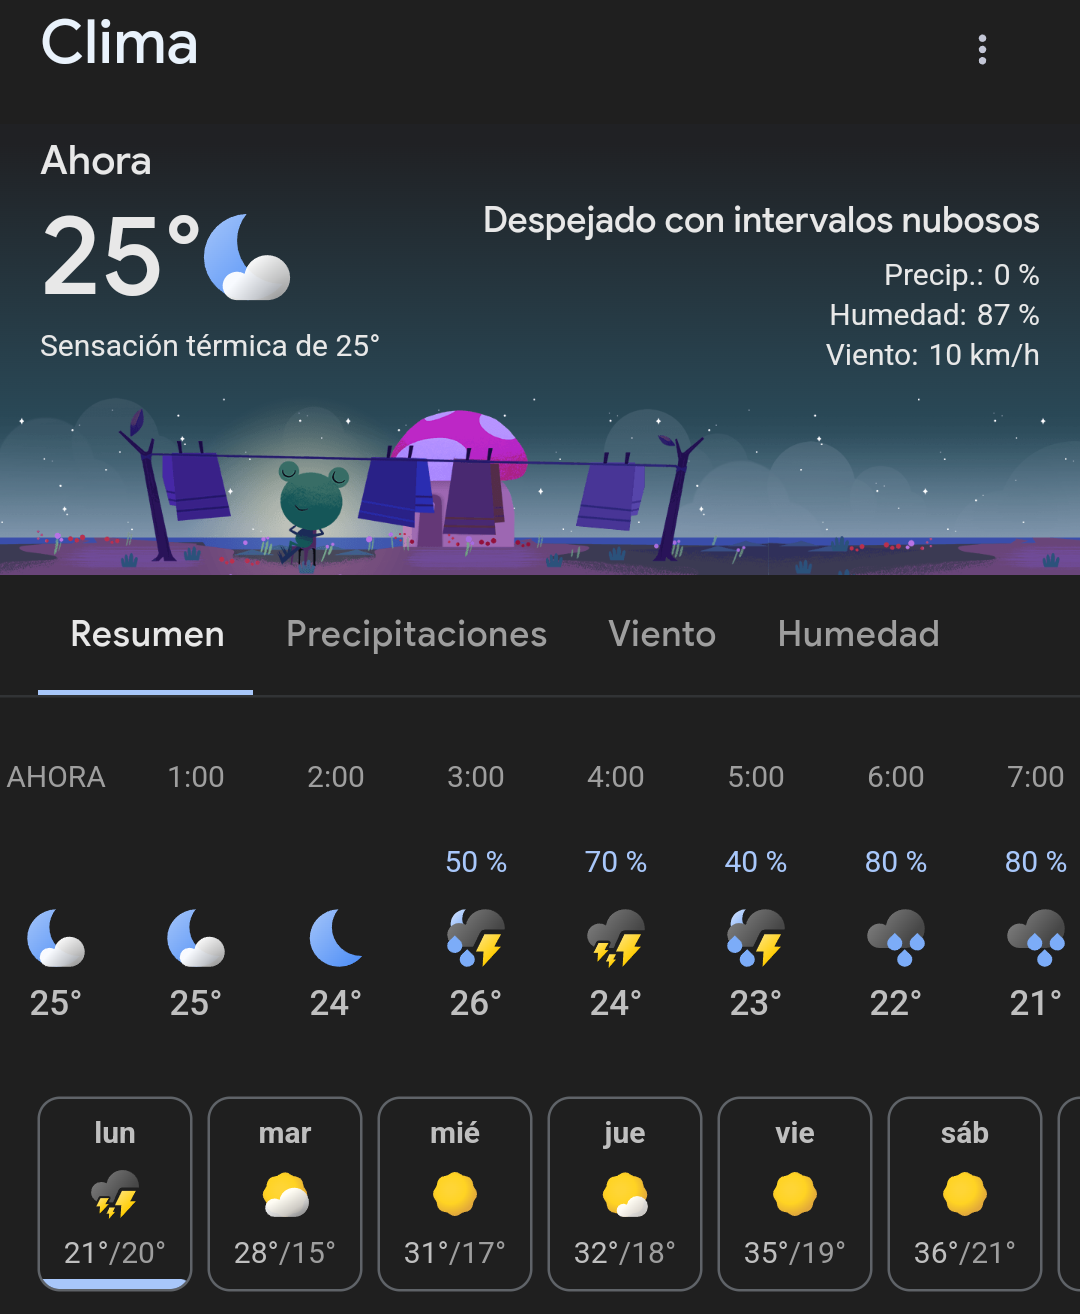 Clima
Ahora
25°
Sensación térmica de 25°
Despejado con intervalos nubosos
Precip.: 0 %
Humedad: 87 %
Viento: 10 km/h
Resumen Precipitaciones Viento Humedad
AHORA 1:00 2:00 3:00 4:00 5:00 6:00 7:00
50 % 70 % 40 % 80 % 80 %
25° 25° 24° 26° 24° 23° 22° 21°
lun mar mié jue vie sáb
21°/20° 28°/15° 31°/17° 32°/18° 35°/19° 36°/21°